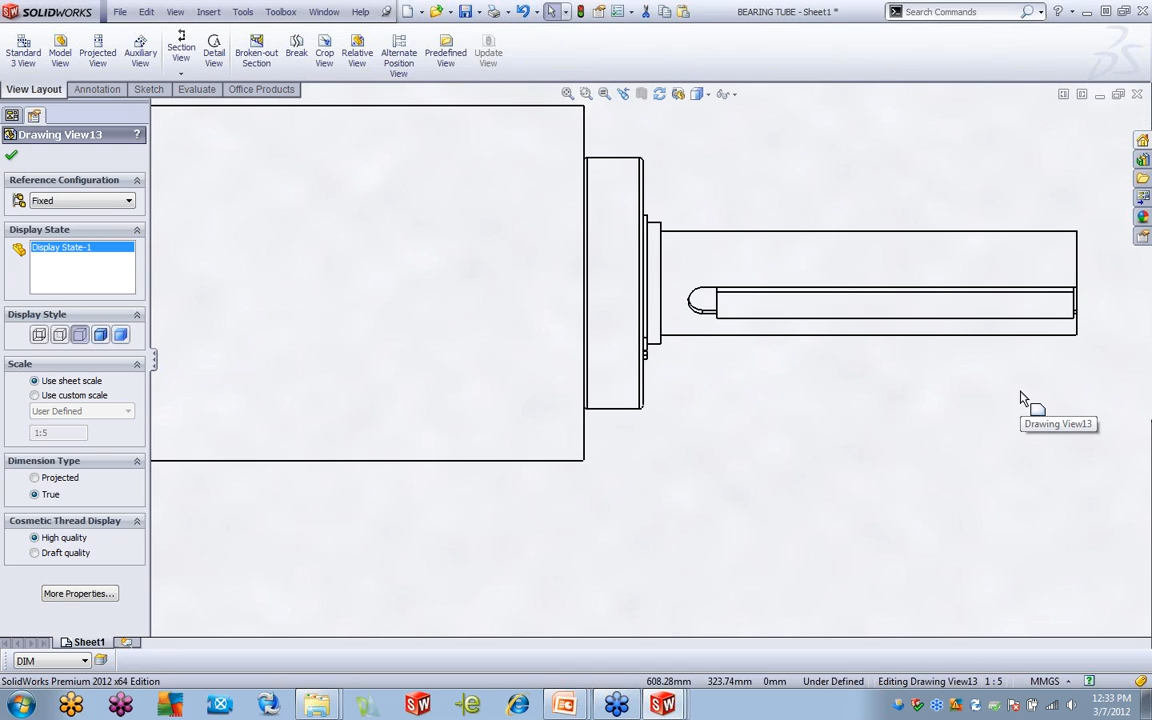 SOLIDWORKS File Edit View Insert Tools Toolbox Window Help BEARING TUBE - Sheet1 * Search Commands ?
Standard 3 View
Model View
Projected View
Auxiliary View
Section View
Detail View
Broken-out Section
Break
Crop View
Relative View
Alternate Position View
Predefined View
Update View
View Layout Annotation Sketch Evaluate Office Products
Drawing View13 ?
Reference Configuration
Fixed
Display State
Display State-1
Display Style
Scale
Use sheet scale
Use custom scale
User Defined
1:5
Dimension Type
Projected
True
Cosmetic Thread Display
High quality
Draft quality
More Properties...
Drawing View13
Sheet1
DIM
SolidWorks Premium 2012 x64 Edition 608.28mm 323.74mm 0mm Under Defined Editing Drawing View13 1 : 5 MMGS ?
12:33 PM
3/7/2012